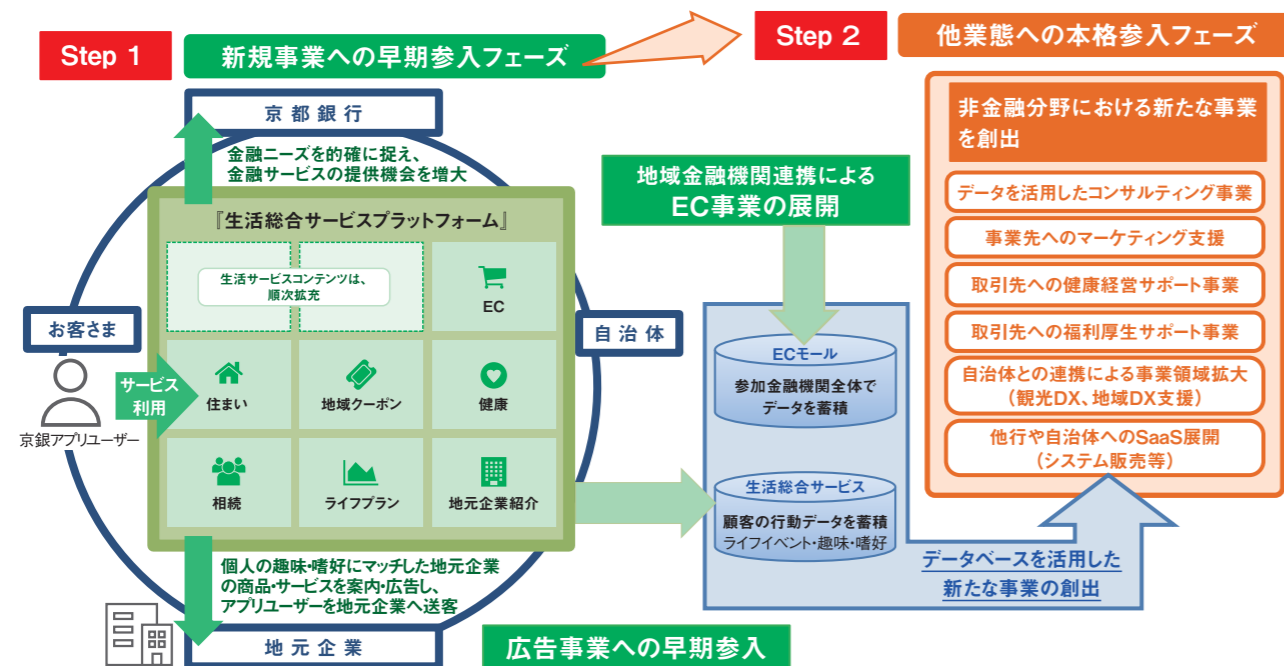 Step 1
新規事業への早期参入フェーズ
Step 2
他業態への本格参入フェーズ
京都銀行
金融ニーズを的確に捉え、
金融サービスの提供機会を増大
『生活総合サービスプラットフォーム』
生活サービスコンテンツは、
順次拡充
EC
お客さま
自治体
サービス
利用
京銀アプリユーザー
住まい
地域クーポン
健康
相続
ライフプラン
地元企業紹介
個人の趣味・嗜好にマッチした地元企業
の商品・サービスを案内・広告し、
アプリユーザーを地元企業へ送客
地元企業
広告事業への早期参入
地域金融機関連携による
EC事業の展開
ECモール
参加金融機関全体で
データを蓄積
生活総合サービス
顧客の行動データを蓄積
ライフイベント・趣味・嗜好
データベースを活用した
新たな事業の創出
非金融分野における新たな事業
を創出
データを活用したコンサルティング事業
事業先へのマーケティング支援
取引先への健康経営サポート事業
取引先への福利厚生サポート事業
自治体との連携による事業領域拡大
(観光DX、地域DX支援)
他行や自治体へのSaaS展開
(システム販売等)